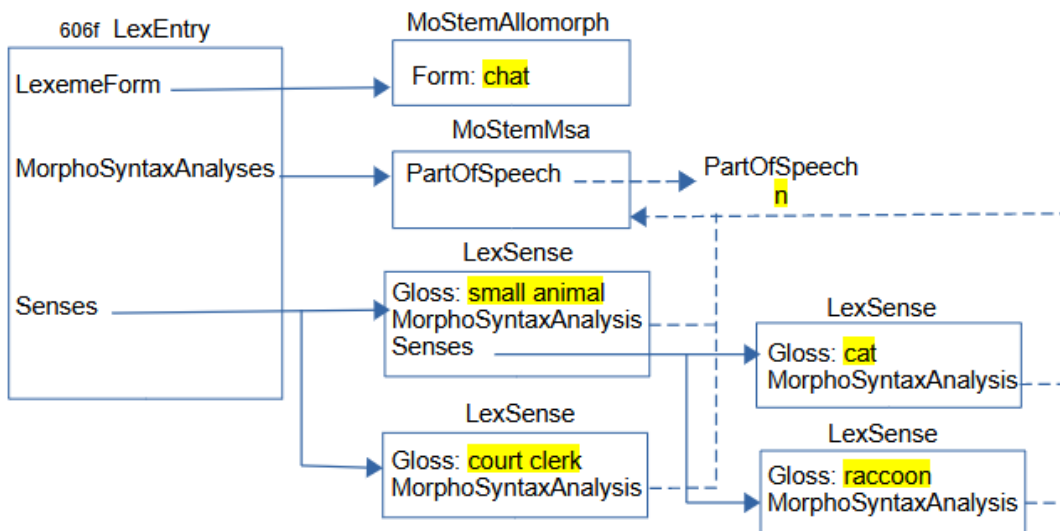 606f LexEntry
LexemeForm
MorphoSyntaxAnalyses
Senses
MoStemAllomorph
Form: chat
MoStemMsa
PartOfSpeech
PartOfSpeech
n
LexSense
Gloss: small animal
MorphoSyntaxAnalysis
Senses
LexSense
Gloss: cat
MorphoSyntaxAnalysis
LexSense
Gloss: court clerk
MorphoSyntaxAnalysis
LexSense
Gloss: raccoon
MorphoSyntaxAnalysis